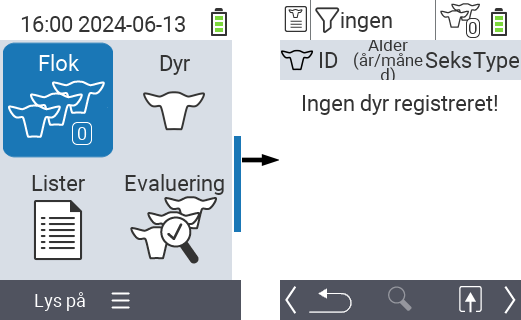 16:00 2024-06-13
Flok
Dyr
0
Lister
Evaluering
Lys på
ingen
0
ID
Alder
(år/måne
d)
Seks
Type
Ingen dyr registreret!